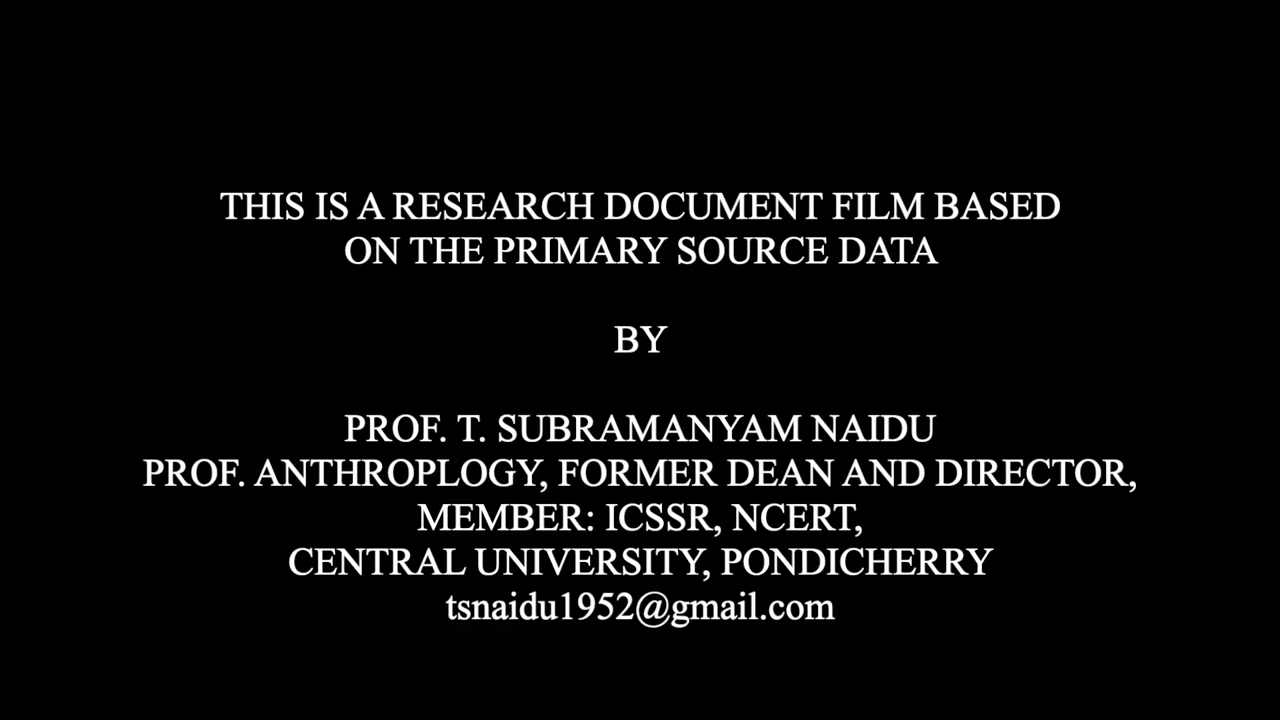 THIS IS A RESEARCH DOCUMENT FILM BASED
ON THE PRIMARY SOURCE DATA
BY
PROF. T. SUBRAMANYAM NAIDU
PROF. ANTHROPLOGY, FORMER DEAN AND DIRECTOR,
MEMBER: ICSSR, NCERT,
CENTRAL UNIVERSITY, PONDICHERRY
tsnaidu1952@gmail.com